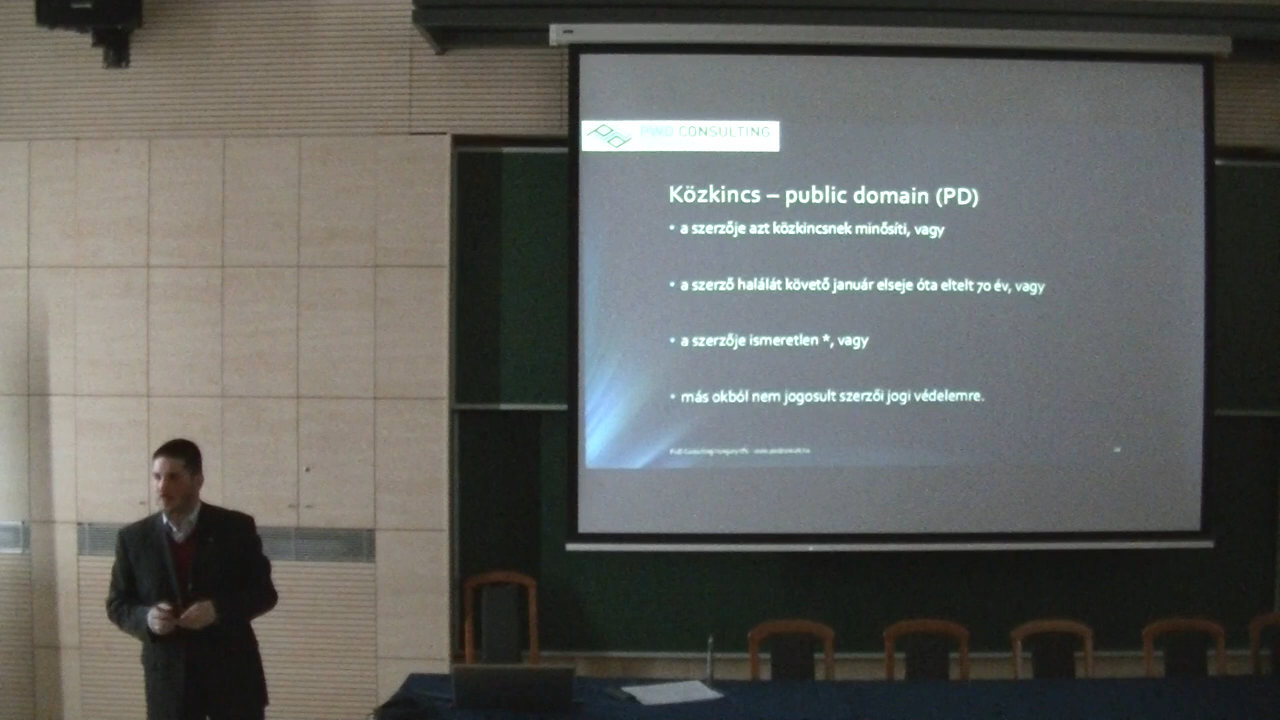 PWD CONSULTING
Közkincs – public domain (PD)
• a szerzője azt közkincsnek minősíti, vagy
• a szerző halálát követő január elseje óta eltelt 70 év, vagy
• a szerzője ismeretlen *, vagy
• más okból nem jogosult szerzői jogi védelemre.